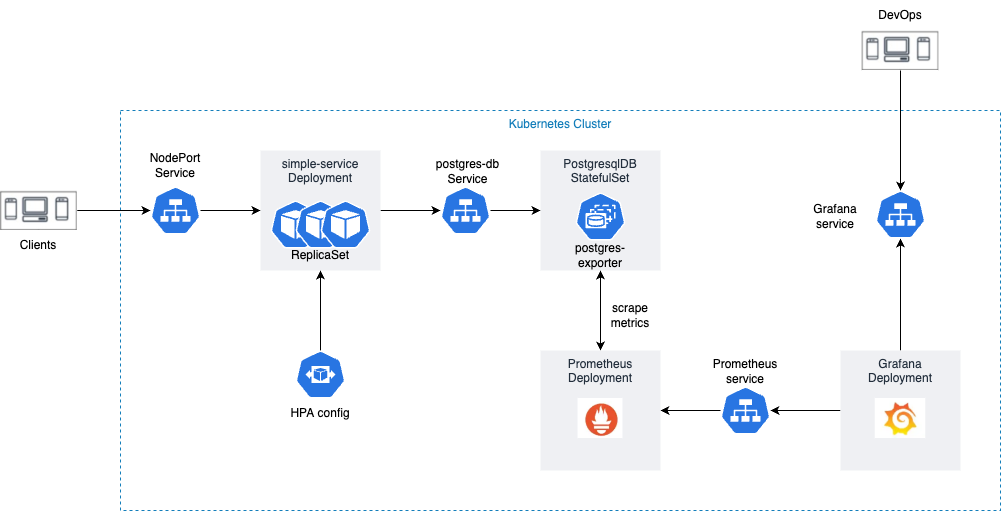 DevOps
Kubernetes Cluster
NodePort
Service
simple-service
Deployment
ReplicaSet
postgres-db
Service
PostgresqlDB
StatefulSet
postgres-
exporter
Grafana
service
Clients
scrape
metrics
HPA config
Prometheus
Deployment
Prometheus
service
Grafana
Deployment